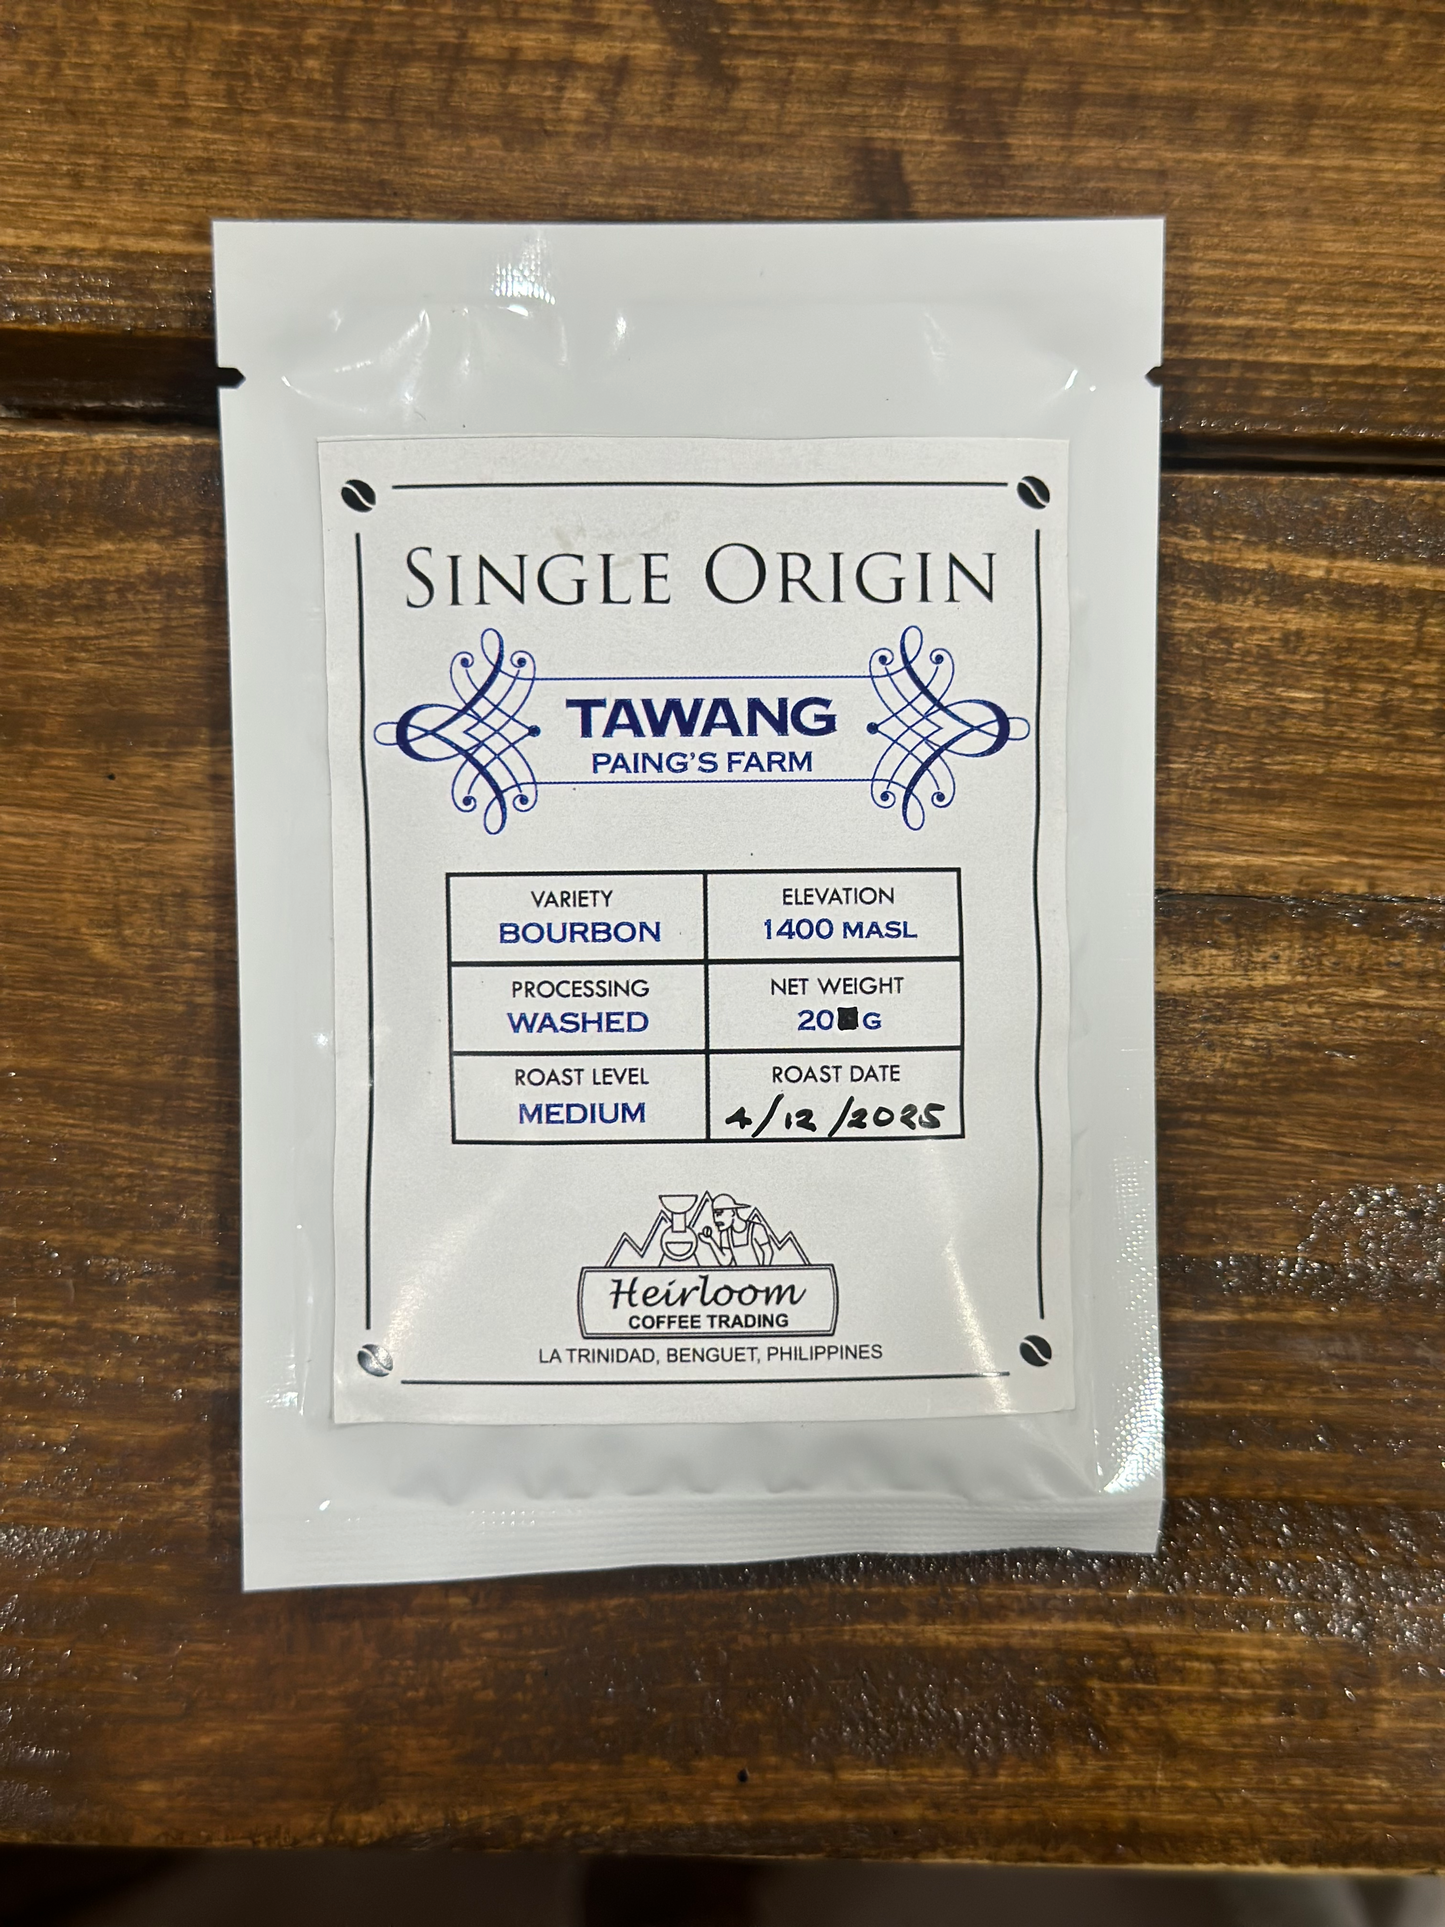 SINGLE ORIGIN
TAWANG
PAING'S FARM
VARIETY
BOURBON
ELEVATION
1400 MASL
PROCESSING
WASHED
NET WEIGHT
20 G
ROAST LEVEL
MEDIUM
ROAST DATE
4/12/2025
Heirloom
COFFEE TRADING
LA TRINIDAD, BENGUET, PHILIPPINES